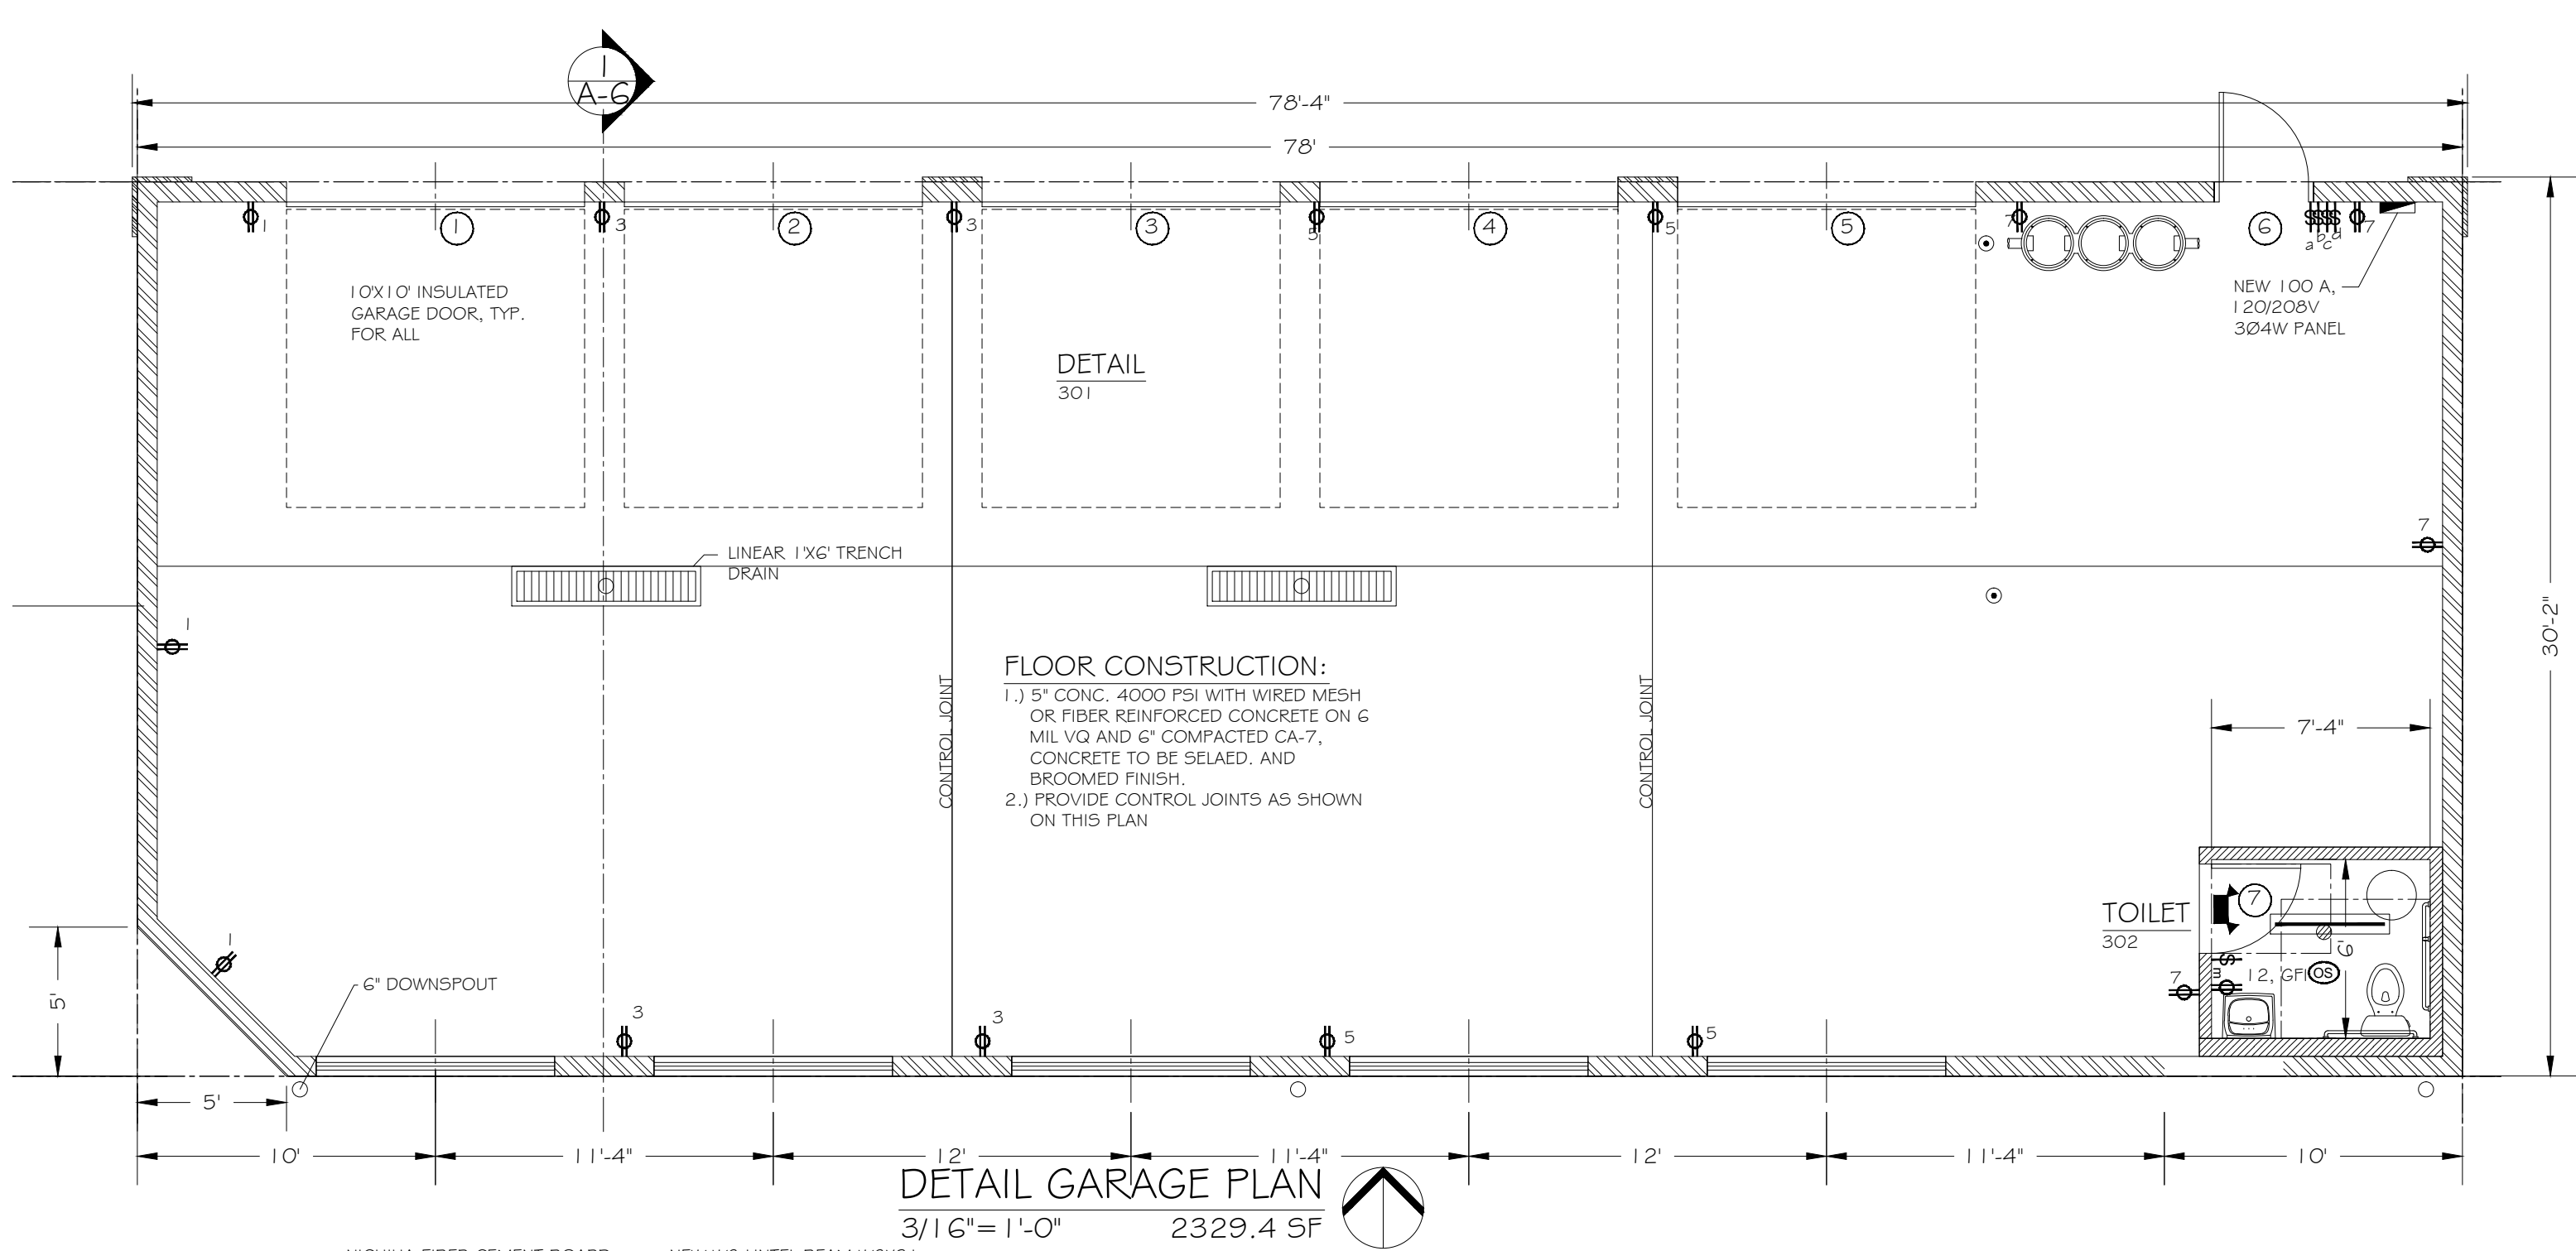 1
A-6
78'-4"
78'
1
1
3
2
3
3
5
4
5
5
7
6
SSSS
a b c d
7
10'X10' INSULATED
GARAGE DOOR, TYP.
FOR ALL
NEW 100 A,
120/208V
3Ø4W PANEL
DETAIL
301
LINEAR 1'X6' TRENCH
DRAIN
7
30'-2"
1
CONTROL JOINT
FLOOR CONSTRUCTION:
1.) 5" CONC. 4000 PSI WITH WIRED MESH
OR FIBER REINFORCED CONCRETE ON 6
MIL VQ AND 6" COMPACTED CA-7,
CONCRETE TO BE SELAED. AND
BROOMED FINISH.
2.) PROVIDE CONTROL JOINTS AS SHOWN
ON THIS PLAN
CONTROL JOINT
7'-4"
TOILET
302
7
6'
1
5'
6" DOWNSPOUT
7
S
m
12, GFI
OS
3
3
5
5
5'
10'
11'-4"
12'
11'-4"
12'
11'-4"
10'
DETAIL GARAGE PLAN
3/16"=1'-0"
2329.4 SF